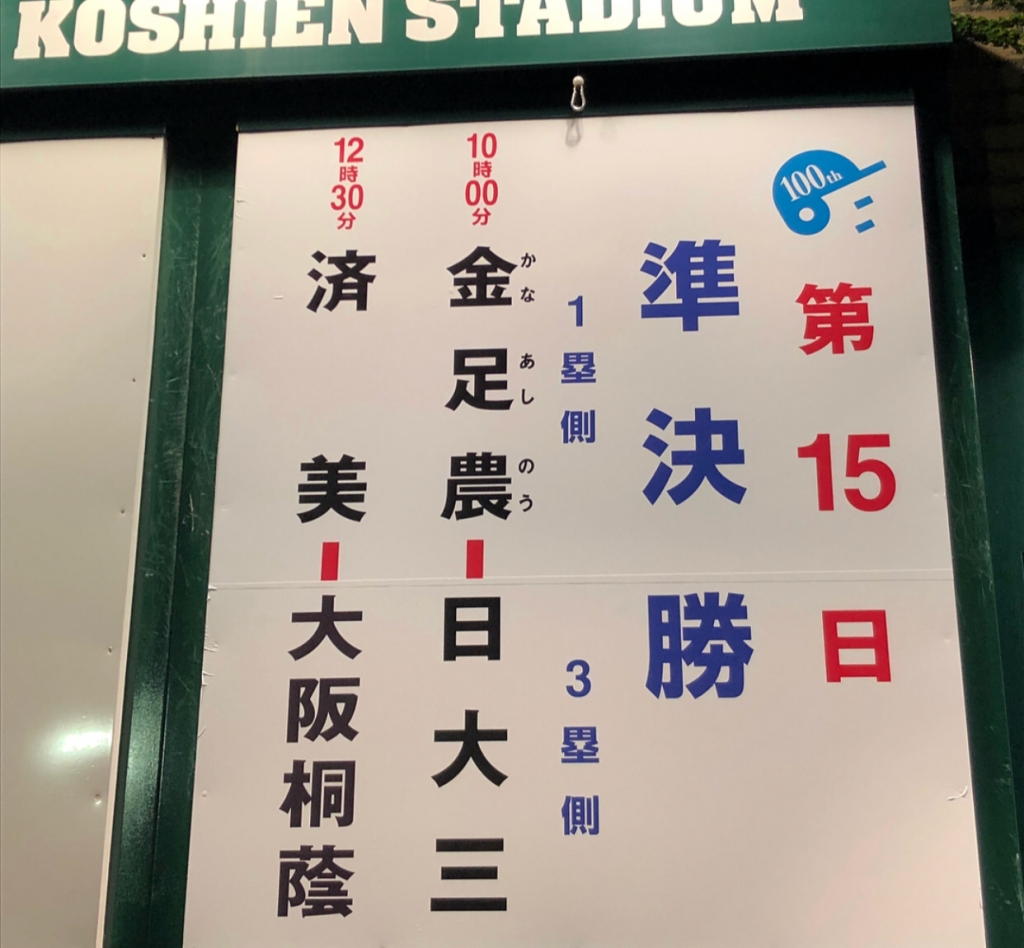 KOSHIEN STADIUM
100th
第15日
準決勝
1塁側
3塁側
10時00分
かな あし のう
金足農ー日大三
12時30分
済美ー大阪桐蔭